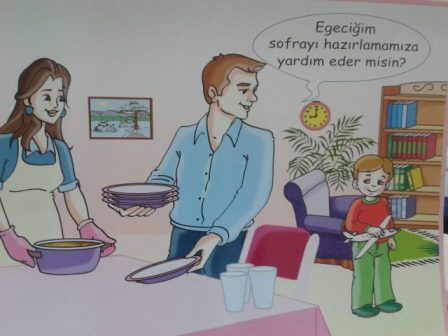 Egeciğim
sofrayı hazırlamamıza
yardım eder misin?